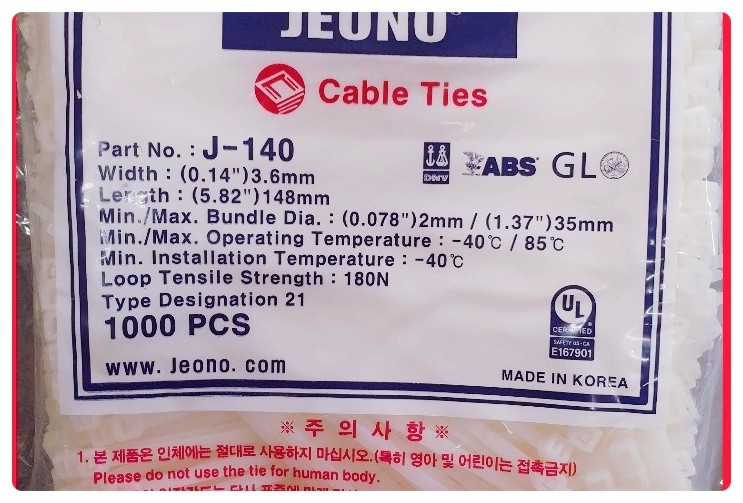 JEONO®
Cable Ties
Part No. : J-140
Width : (0.14")3.6mm
Length : (5.82")148mm
Min./Max. Bundle Dia. : (0.078")2mm / (1.37")35mm
Min./Max. Operating Temperature : -40℃ / 85℃
Min. Installation Temperature : -40℃
Loop Tensile Strength : 180N
Type Designation 21
1000 PCS
www. Jeono. com
DNV ABS GL
UL
CERTIFIED
SAFETY US-CA
E167901
MADE IN KOREA
※ 주 의 사 항 ※
1. 본 제품은 인체에는 절대로 사용하지 마십시오.(특히 영아 및 어린이는 접촉금지)
Please do not use the tie for human body.